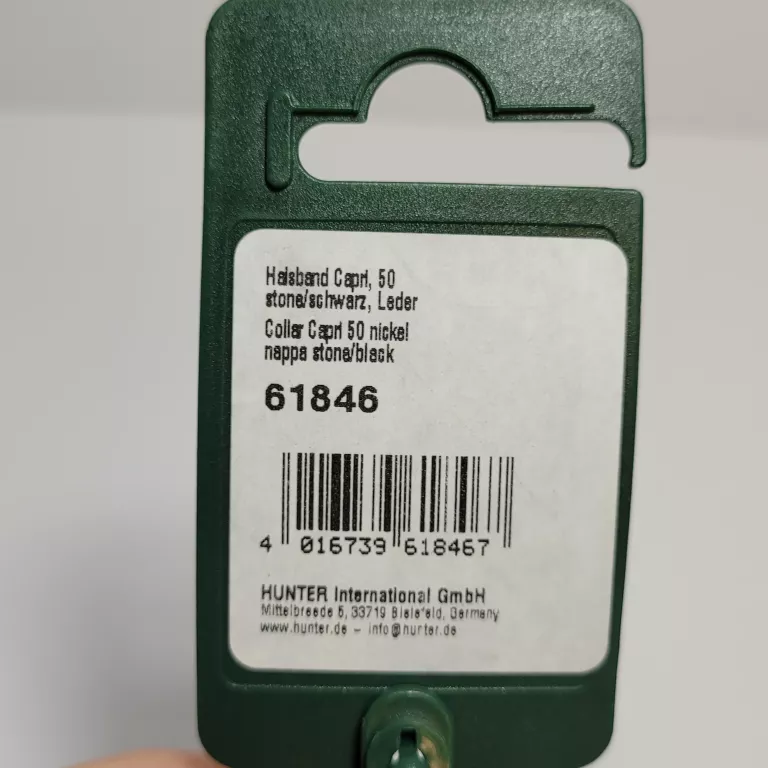 Halsband Capri, 50
stone/schwarz, Leder
Collar Capri 50 nickel
nappa stone/black
61846
4 016739 618467
HUNTER International GmbH
Mittelbreede 5, 33719 Bielefeld, Germany
www.hunter.de - info@hunter.de